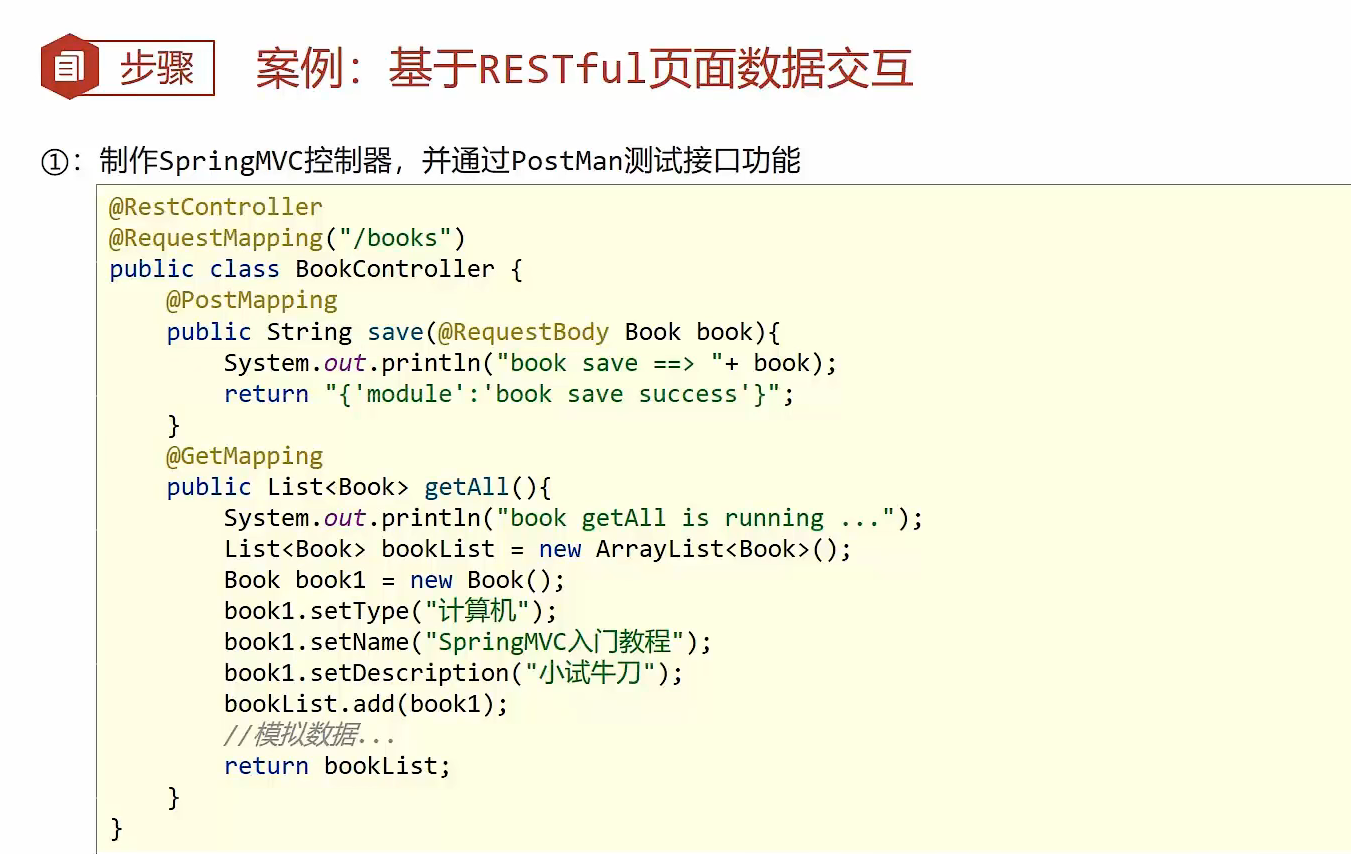 步骤
案例：基于RESTful页面数据交互
①：制作SpringMVC控制器，并通过PostMan测试接口功能
@RestController
@RequestMapping("/books")
public class BookController {
    @PostMapping
    public String save(@RequestBody Book book){
        System.out.println("book save ==> "+ book);
        return "{'module':'book save success'}";
    }
    @GetMapping
    public List<Book> getAll(){
        System.out.println("book getAll is running ...");
        List<Book> bookList = new ArrayList<Book>();
        Book book1 = new Book();
        book1.setType("计算机");
        book1.setName("SpringMVC入门教程");
        book1.setDescription("小试牛刀");
        bookList.add(book1);
        //模拟数据...
        return bookList;
    }
}